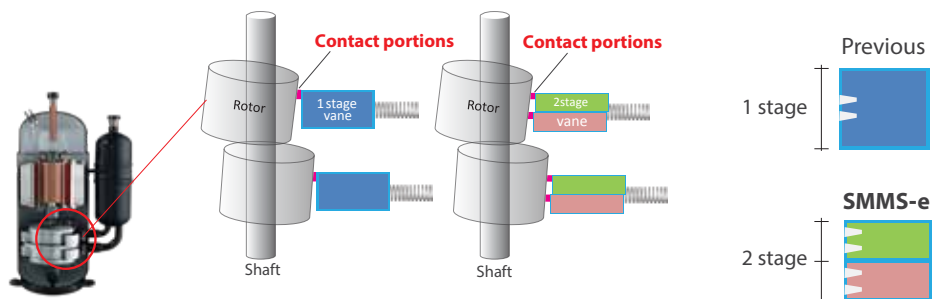 Contact portions
Rotor
1 stage
vane
Shaft
Contact portions
Rotor
2stage
vane
Shaft
Previous
1 stage
SMMS-e
2 stage